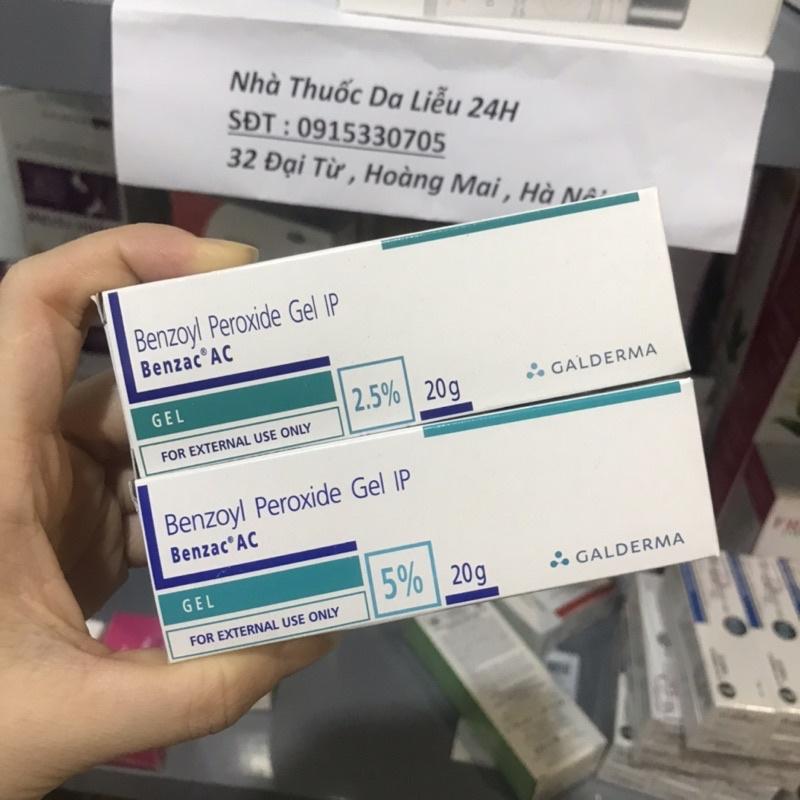 Nhà Thuốc Da Liễu 24H
SĐT : 0915330705
32 Đại Từ , Hoàng Mai , Hà Nội
Benzoyl Peroxide Gel IP
Benzac® AC
GEL
2.5%
20g
FOR EXTERNAL USE ONLY
GALDERMA
Benzoyl Peroxide Gel IP
Benzac® AC
GEL
5%
20g
FOR EXTERNAL USE ONLY
GALDERMA